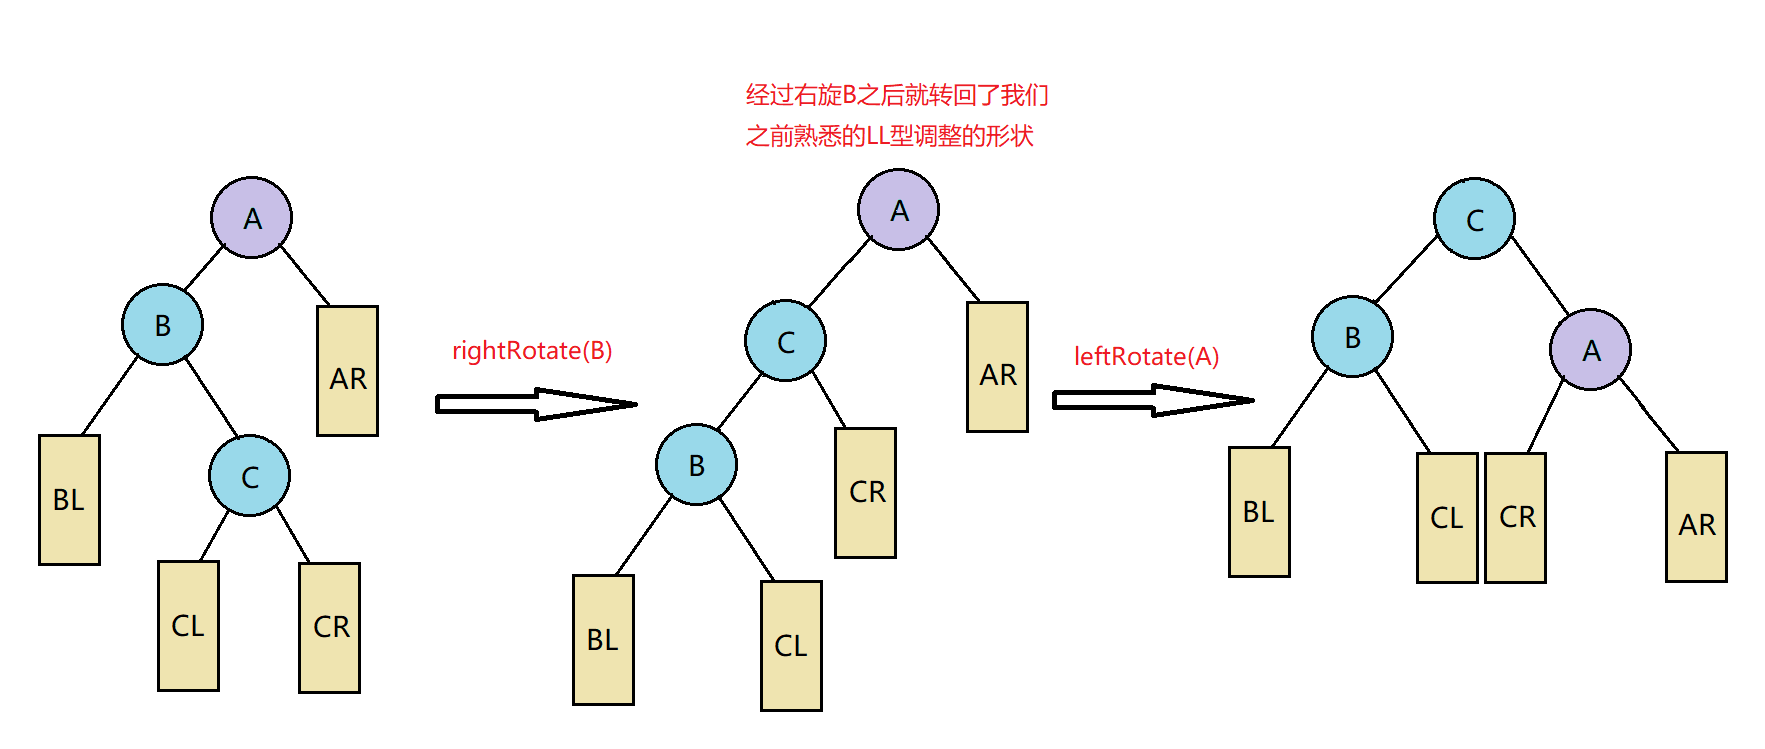 经过右旋B之后就转回了我们
之前熟悉的LL型调整的形状
A
B
AR
BL
C
CL
CR
rightRotate(B)
A
C
AR
B
CR
BL
CL
leftRotate(A)
C
B
A
BL
CL
CR
AR